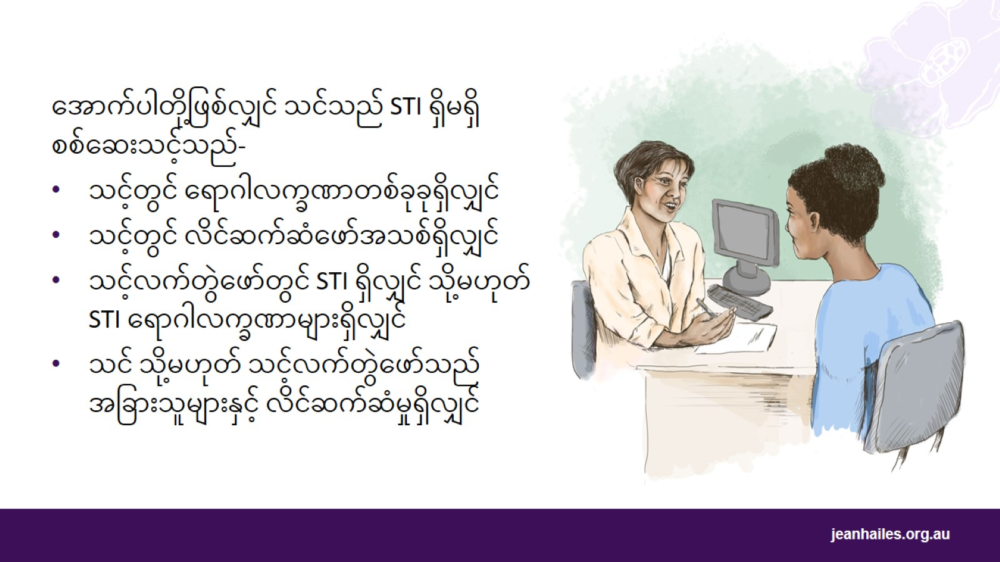 အောက်ပါတို့ဖြစ်လျှင် သင်သည် STI ရှိမရှိ
စစ်ဆေးသင့်သည်-
• သင့်တွင် ရောဂါလက္ခဏာတစ်ခုခုရှိလျှင်
• သင့်တွင် လိင်ဆက်ဆံဖော်အသစ်ရှိလျှင်
• သင့်လက်တွဲဖော်တွင် STI ရှိလျှင် သို့မဟုတ်
STI ရောဂါလက္ခဏာများရှိလျှင်
• သင် သို့မဟုတ် သင့်လက်တွဲဖော်သည်
အခြားသူများနှင့် လိင်ဆက်ဆံမှုရှိလျှင်
jeanhailes.org.au